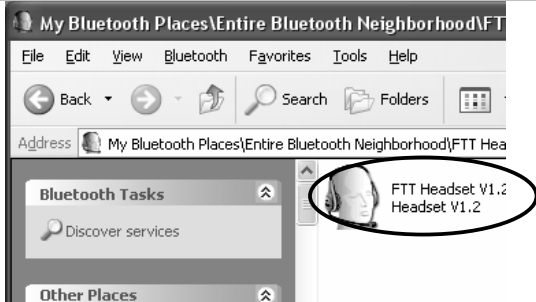 My Bluetooth Places\Entire Bluetooth Neighborhood\FTT
File Edit View Bluetooth Favorites Tools Help
Back Search Folders
Address My Bluetooth Places\Entire Bluetooth Neighborhood\FTT Hea
Bluetooth Tasks
Discover services
Other Places
FTT Headset V1.2
Headset V1.2